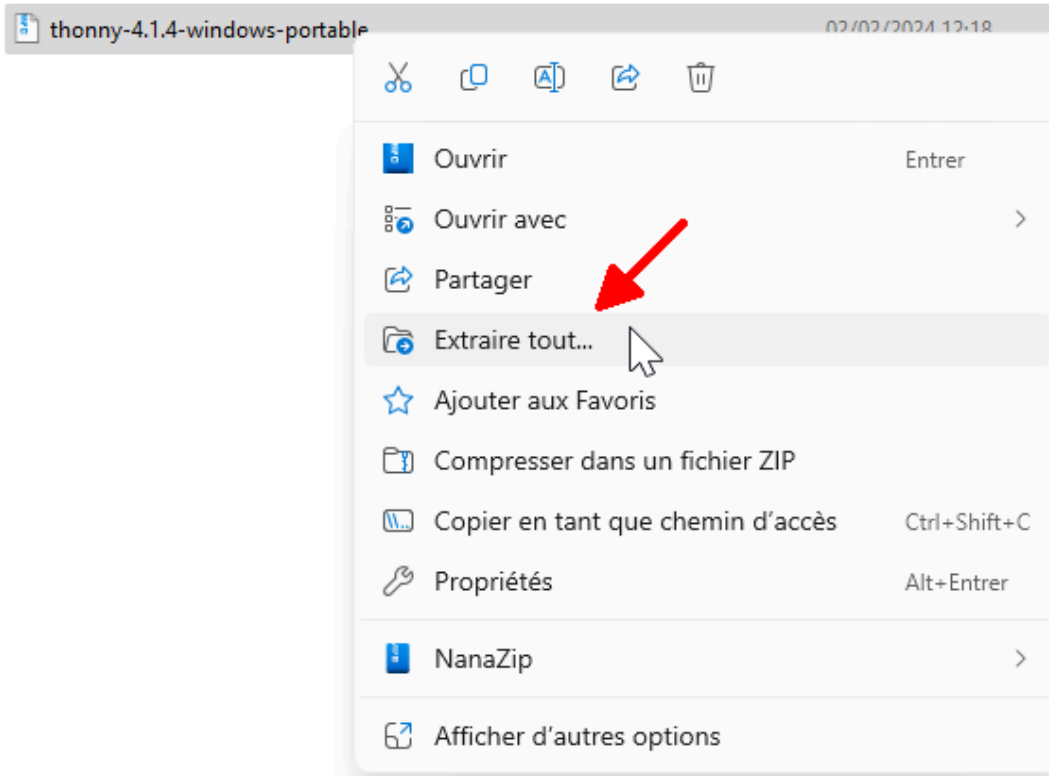 thonny-4.1.4-windows-portable 02/02/2024 12:18
Ouvrir Entrer
Ouvrir avec
Partager
Extraire tout...
Ajouter aux Favoris
Compresser dans un fichier ZIP
Copier en tant que chemin d’accès Ctrl+Shift+C
Propriétés Alt+Entrer
NanaZip
Afficher d’autres options